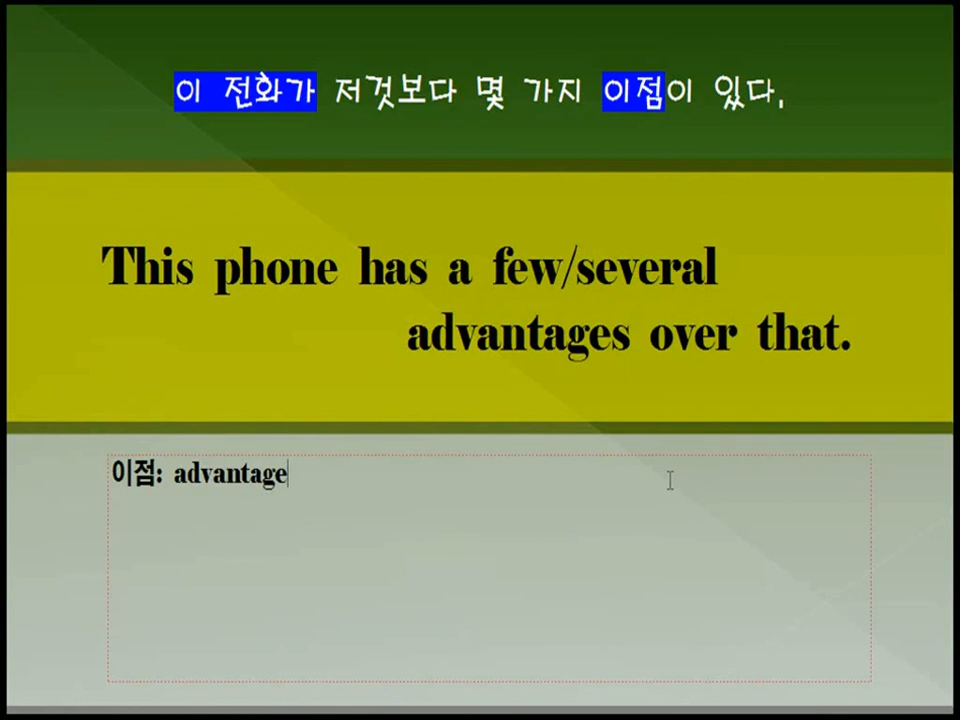 이 전화가 저것보다 몇 가지 이점이 있다.
This phone has a few/several
advantages over that.
이점: advantage